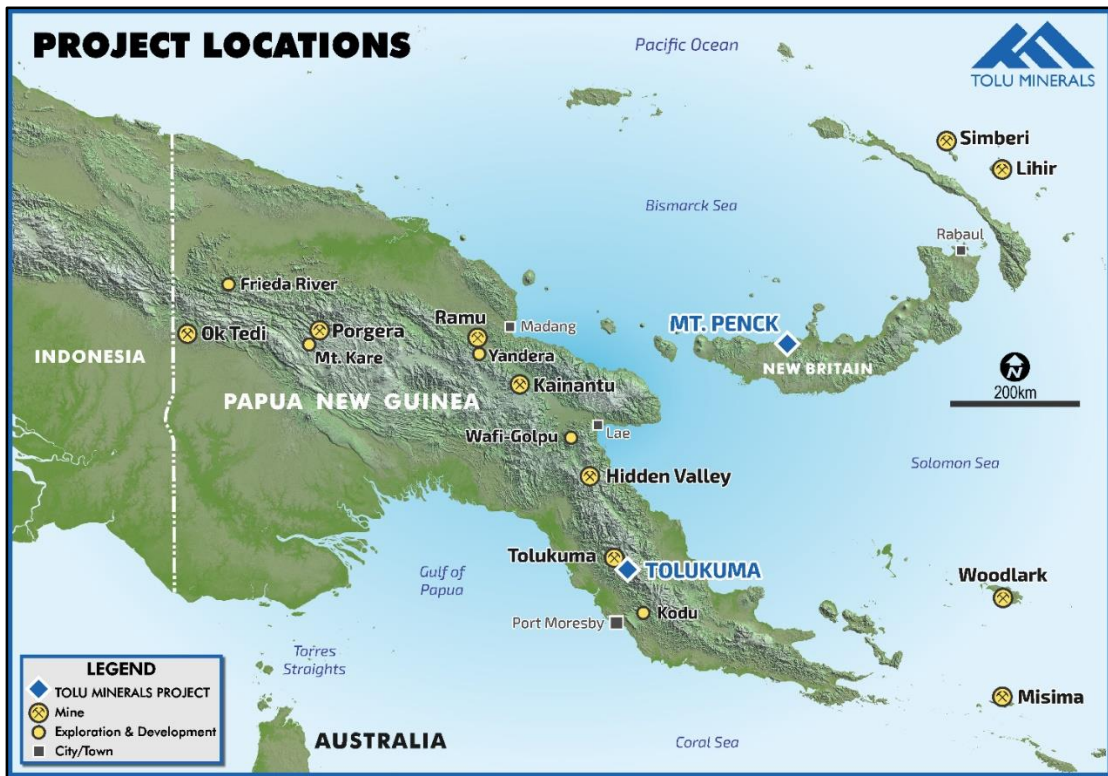 PROJECT LOCATIONS
Pacific Ocean
TOLU MINERALS
Simberi
Lihir
Bismarck Sea
Rabaul
Frieda River
Ok Tedi
Porgera
Mt. Kare
Ramu
Madang
Yandera
MT. PENCK
INDONESIA
NEW BRITAIN
N
200km
Kainantu
PAPUA NEW GUINEA
Wafi-Golpu
Lae
Solomon Sea
Hidden Valley
Tolukuma
TOLUKUMA
Gulf of
Papua
Woodlark
Kodu
Port Moresby
Torres
Straights
LEGEND
TOLU MINERALS PROJECT
Mine
Exploration & Development
City/Town
Misima
AUSTRALIA
Coral Sea